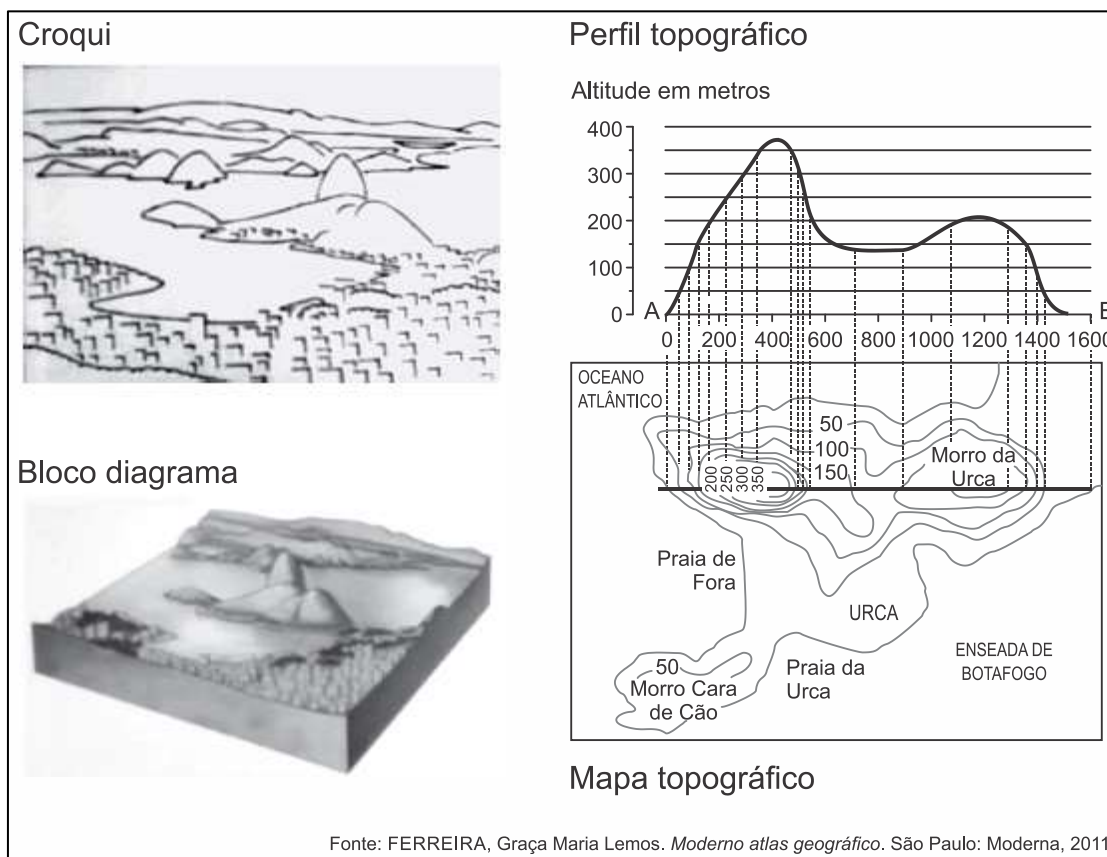 Croqui
Perfil topográfico
Altitude em metros
400
300
200
100
0
A
B
0 200 400 600 800 1000 1200 1400 1600
OCEANO
ATLÂNTICO
50
100
150
200
250
300
350
Morro da
Urca
Bloco diagrama
Praia de
Fora
URCA
ENSEADA DE
BOTAFOGO
50
Morro Cara
de Cão
Praia da
Urca
Mapa topográfico
Fonte: FERREIRA, Graça Maria Lemos. Moderno atlas geográfico. São Paulo: Moderna, 2011